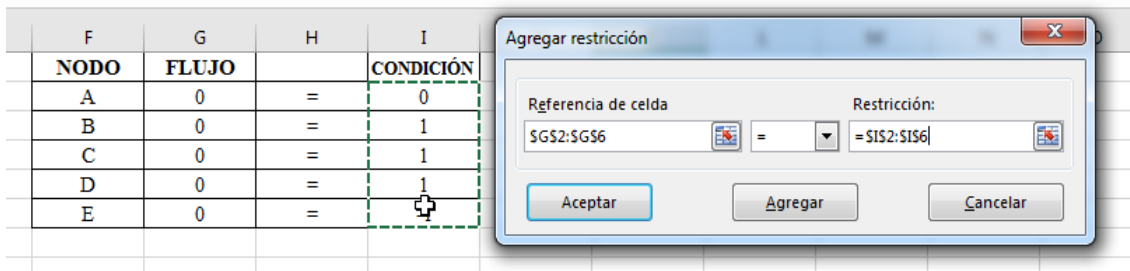 F G H I
NODO FLUJO CONDICIÓN
A 0 = 0
B 0 = 1
C 0 = 1
D 0 = 1
E 0 =
Agregar restricción
Referencia de celda Restricción:
$G$2:$G$6 = =$I$2:$I$6
Aceptar Agregar Cancelar